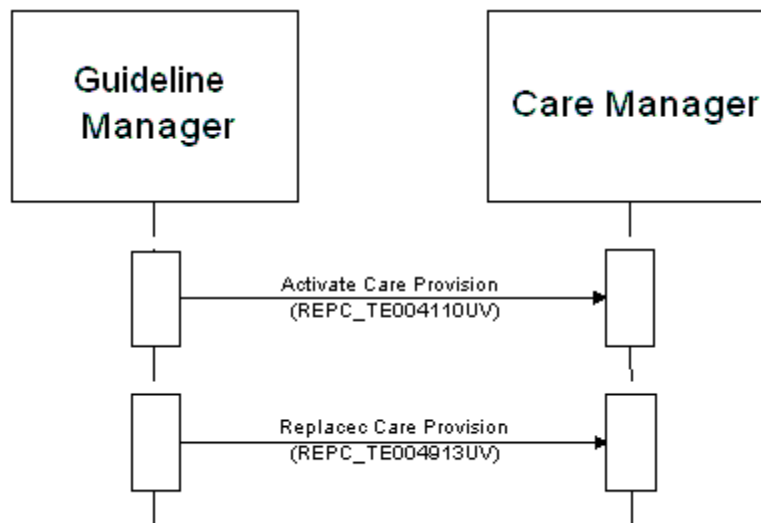 Guideline
Manager
Care Manager
Activate Care Provision
(REPC_TE004110UV)
Replacec Care Provision
(REPC_TE004913UV)